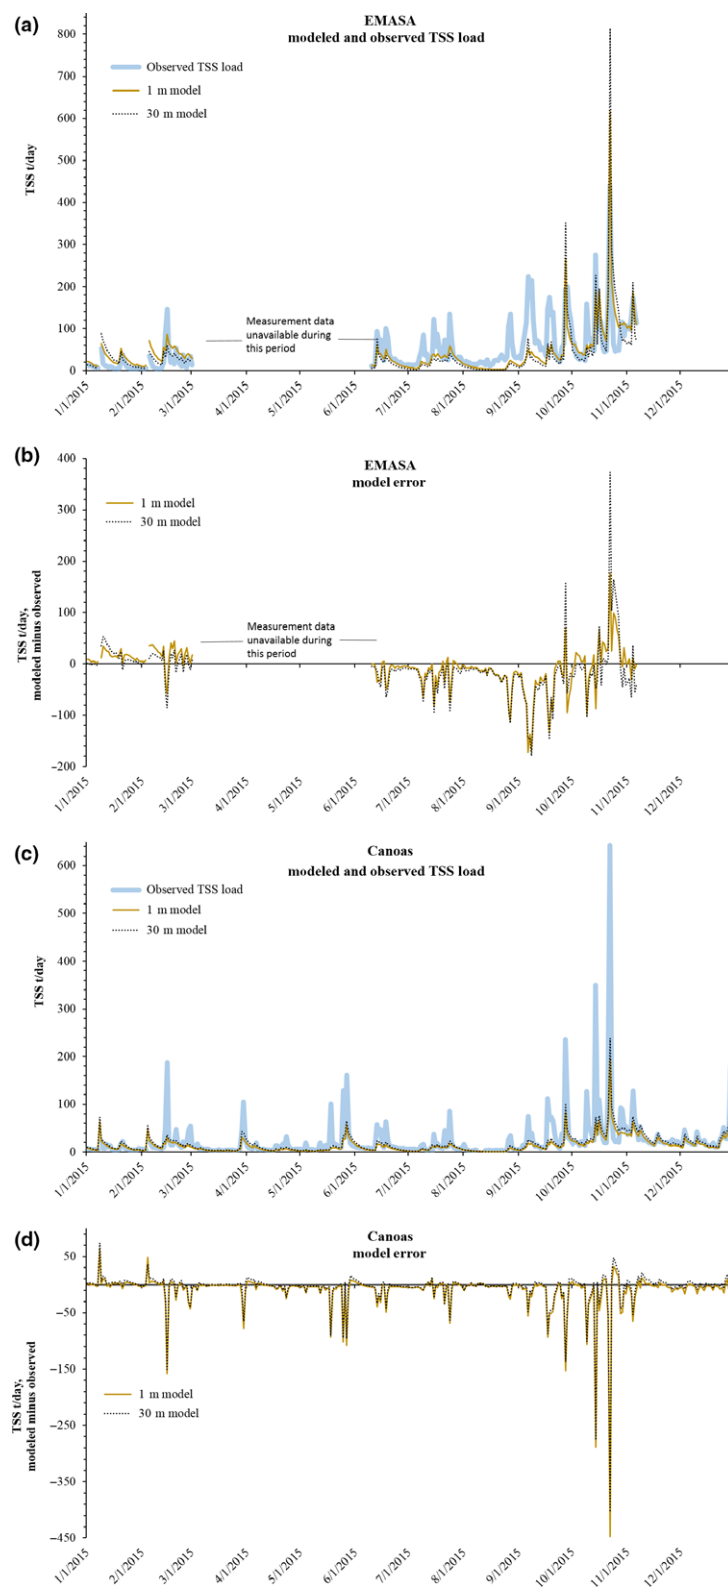 (a)
EMASA
modeled and observed TSS load
Observed TSS load
1 m model
30 m model
TSS t/day
800
700
600
500
400
300
200
100
0
Measurement data
unavailable during
this period
1/1/2015
2/1/2015
3/1/2015
4/1/2015
5/1/2015
6/1/2015
7/1/2015
8/1/2015
9/1/2015
10/1/2015
11/1/2015
12/1/2015
(b)
EMASA
model error
1 m model
30 m model
TSS t/day,
modeled minus observed
400
300
200
100
0
−100
−200
Measurement data
unavailable during
this period
1/1/2015
2/1/2015
3/1/2015
4/1/2015
5/1/2015
6/1/2015
7/1/2015
8/1/2015
9/1/2015
10/1/2015
11/1/2015
12/1/2015
(c)
Canoas
modeled and observed TSS load
Observed TSS load
1 m model
30 m model
TSS t/day
600
500
400
300
200
100
0
1/1/2015
2/1/2015
3/1/2015
4/1/2015
5/1/2015
6/1/2015
7/1/2015
8/1/2015
9/1/2015
10/1/2015
11/1/2015
12/1/2015
(d)
Canoas
model error
TSS t/day,
modeled minus observed
50
−50
−150
−250
−350
−450
1 m model
30 m model
1/1/2015
2/1/2015
3/1/2015
4/1/2015
5/1/2015
6/1/2015
7/1/2015
8/1/2015
9/1/2015
10/1/2015
11/1/2015
12/1/2015